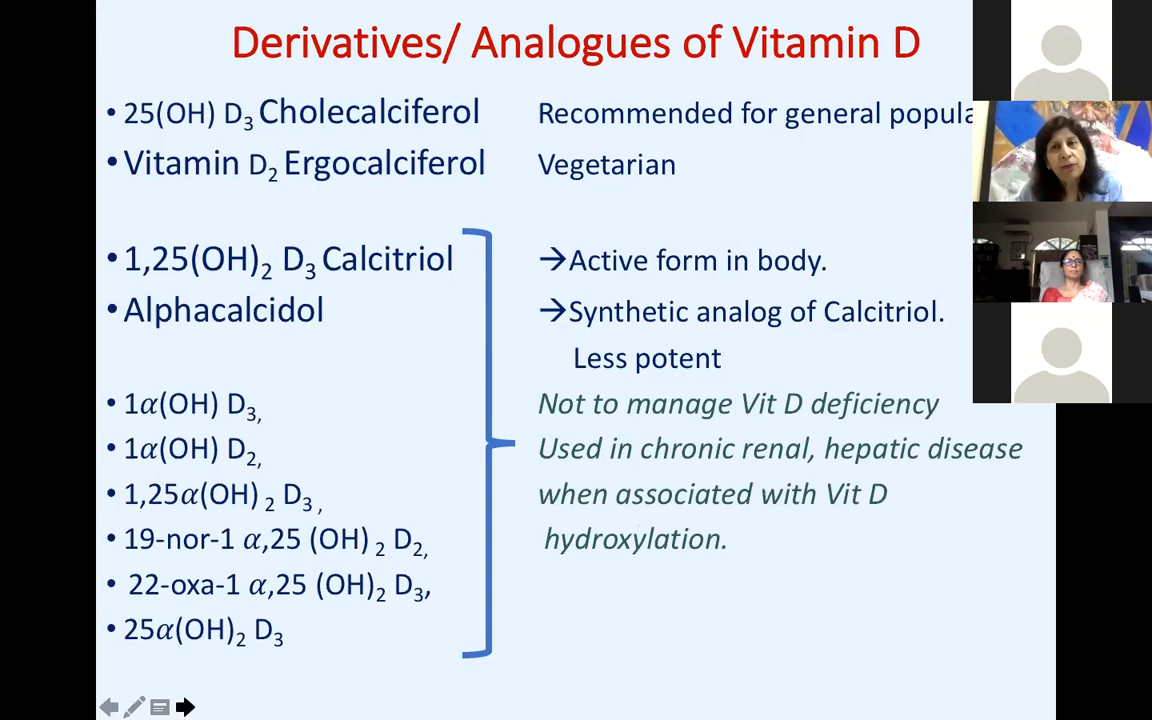 Derivatives/ Analogues of Vitamin D
• 25(OH) D₃ Cholecalciferol Recommended for general popula
• Vitamin D₂ Ergocalciferol Vegetarian
• 1,25(OH)₂ D₃ Calcitriol →Active form in body.
• Alphacalcidol →Synthetic analog of Calcitriol.
Less potent
• 1α(OH) D₃, Not to manage Vit D deficiency
• 1α(OH) D₂, Used in chronic renal, hepatic disease
• 1,25α(OH) ₂ D₃ , when associated with Vit D
• 19-nor-1 α,25 (OH) ₂ D₂, hydroxylation.
• 22-oxa-1 α,25 (OH)₂ D₃,
• 25α(OH)₂ D₃